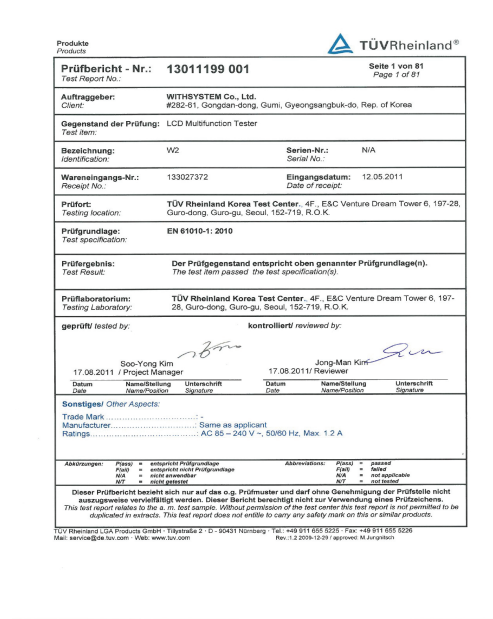 Produkte
Products
TÜVRheinland®
Prüfbericht - Nr.: 13011199 001 Seite 1 von 81
Test Report No.: Page 1 of 81
Auftraggeber: WITHSYSTEM Co., Ltd.
Client: #282-61, Gongdan-dong, Gumi, Gyeongsangbuk-do, Rep. of Korea
Gegenstand der Prüfung: LCD Multifunction Tester
Test item:
Bezeichnung: W2 Serien-Nr.: N/A
Identification: Serial No.:
Wareneingangs-Nr.: 133027372 Eingangsdatum: 12.05.2011
Receipt No.: Date of receipt:
Prüfort: TÜV Rheinland Korea Test Center., 4F., E&C Venture Dream Tower 6, 197-28,
Testing location: Guro-dong, Guro-gu, Seoul, 152-719, R.O.K.
Prüfgrundlage: EN 61010-1: 2010
Test specification:
Prüfergebnis: Der Prüfgegenstand entspricht oben genannter Prüfgrundlage(n).
Test Result: The test item passed the test specification(s).
Prüflaboratorium: TÜV Rheinland Korea Test Center., 4F., E&C Venture Dream Tower 6, 197-
Testing Laboratory: 28, Guro-dong, Guro-gu, Seoul, 152-719, R.O.K.
geprüft/ tested by: kontrolliert/ reviewed by:
Soo-Yong Kim Jong-Man Kim
17.08.2011 / Project Manager 17.08.2011/ Reviewer
Datum Name/Stellung Unterschrift Datum Name/Stellung Unterschrift
Date Name/Position Signature Date Name/Position Signature
Sonstiges/ Other Aspects:
Trade Mark ..............................: -
Manufacturer............................: Same as applicant
Ratings...................................: AC 85 – 240 V ~, 50/60 Hz, Max. 1.2 A
Abkürzungen: P(ass) = entspricht Prüfgrundlage Abbreviations: P(ass) = passed
F(ail) = entspricht nicht Prüfgrundlage F(ail) = failed
N/A = nicht anwendbar N/A = not applicable
N/T = nicht getestet N/T = not tested
Dieser Prüfbericht bezieht sich nur auf das o.g. Prüfmuster und darf ohne Genehmigung der Prüfstelle nicht
auszugsweise vervielfältigt werden. Dieser Bericht berechtigt nicht zur Verwendung eines Prüfzeichens.
This test report relates to the a. m. test sample. Without permission of the test center this test report is not permitted to be
duplicated in extracts. This test report does not entitle to carry any safety mark on this or similar products.
TÜV Rheinland LGA Products GmbH - Tillystraße 2 - D - 90431 Nürnberg - Tel.: +49 911 655 5225 - Fax: +49 911 655 5226
Mail: service@de.tuv.com - Web: www.tuv.com Rev.:1.2 2009-12-29 / approved: M.Jungnitsch